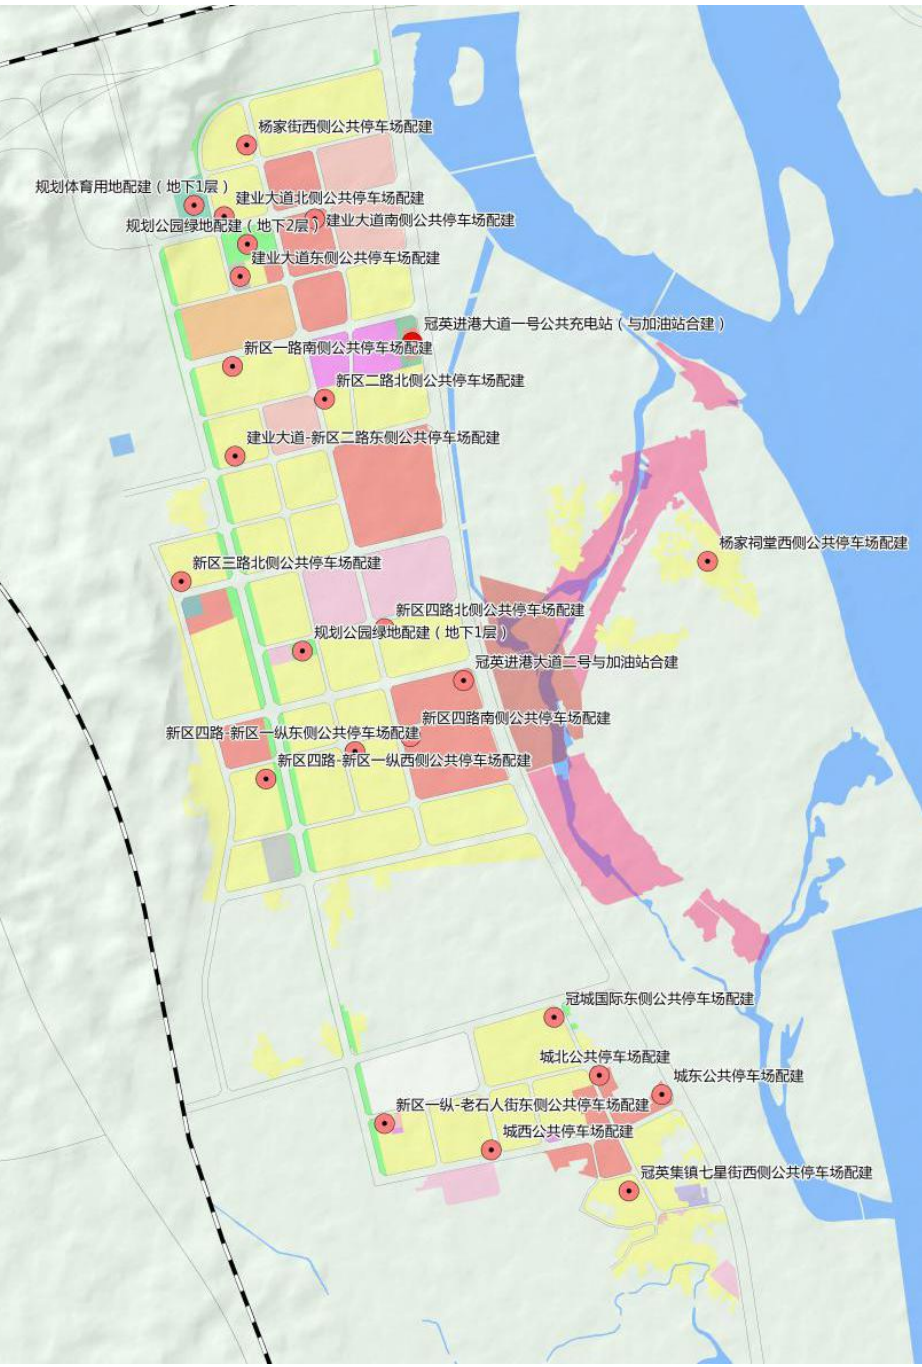 杨家街西侧公共停车场配建
规划体育用地配建（地下1层）
建业大道北侧公共停车场配建
规划公园绿地配建（地下2层）
建业大道南侧公共停车场配建
建业大道东侧公共停车场配建
冠英进港大道一号公共充电站（与加油站合建）
新区一路南侧公共停车场配建
新区二路北侧公共停车场配建
建业大道-新区二路东侧公共停车场配建
杨家祠堂西侧公共停车场配建
新区三路北侧公共停车场配建
新区四路北侧公共停车场配建
规划公园绿地配建（地下1层）
冠英进港大道二号与加油站合建
新区四路南侧公共停车场配建
新区四路-新区一纵东侧公共停车场配建
新区四路-新区一纵西侧公共停车场配建
冠城国际东侧公共停车场配建
城北公共停车场配建
城东公共停车场配建
新区一纵-老石人街东侧公共停车场配建
城西公共停车场配建
冠英集镇七星街西侧公共停车场配建